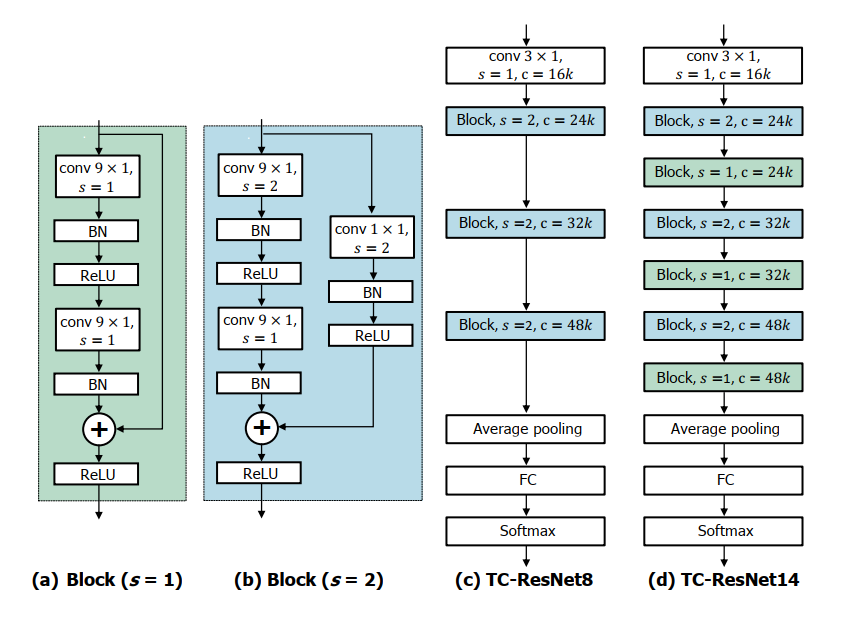 conv 9 × 1,
s = 1
BN
ReLU
conv 9 × 1,
s = 1
BN
+
ReLU
(a) Block (s = 1)
conv 9 × 1,
s = 2
BN
ReLU
conv 9 × 1,
s = 1
BN
+
ReLU
conv 1 × 1,
s = 2
BN
ReLU
(b) Block (s = 2)
conv 3 × 1,
s = 1, c = 16k
Block, s = 2, c = 24k
Block, s =2, c = 32k
Block, s =2, c = 48k
Average pooling
FC
Softmax
(c) TC-ResNet8
conv 3 × 1,
s = 1, c = 16k
Block, s = 2, c = 24k
Block, s = 1, c = 24k
Block, s =2, c = 32k
Block, s =1, c = 32k
Block, s =2, c = 48k
Block, s =1, c = 48k
Average pooling
FC
Softmax
(d) TC-ResNet14